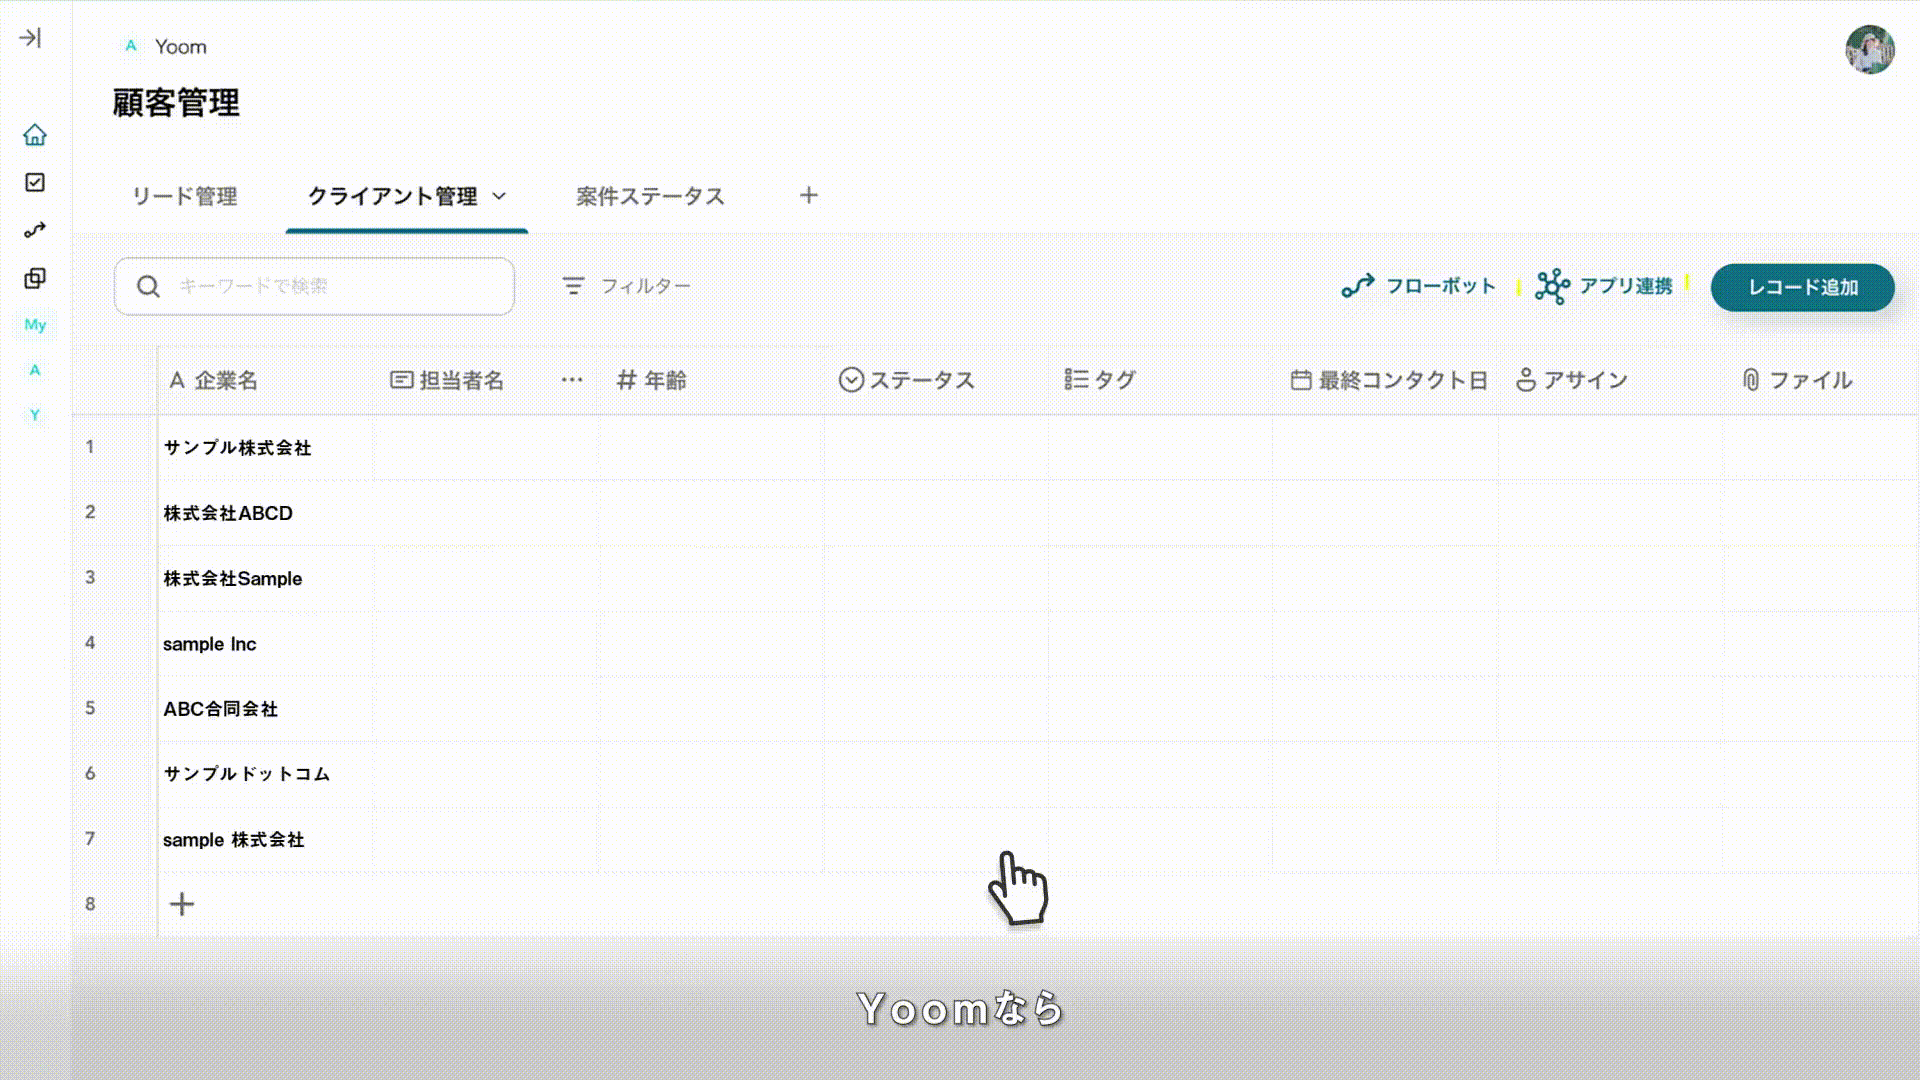 A Yoom
顧客管理
リード管理 クライアント管理 案件ステータス +
キーワードで検索 フィルター フローボット アプリ連携 レコード追加
My
A
Y
A 企業名 担当者名 … # 年齢 ステータス タグ 最終コンタクト日 アサイン ファイル
1 サンプル株式会社
2 株式会社ABCD
3 株式会社Sample
4 sample Inc
5 ABC合同会社
6 サンプルドットコム
7 sample 株式会社
8 +
Yoomなら